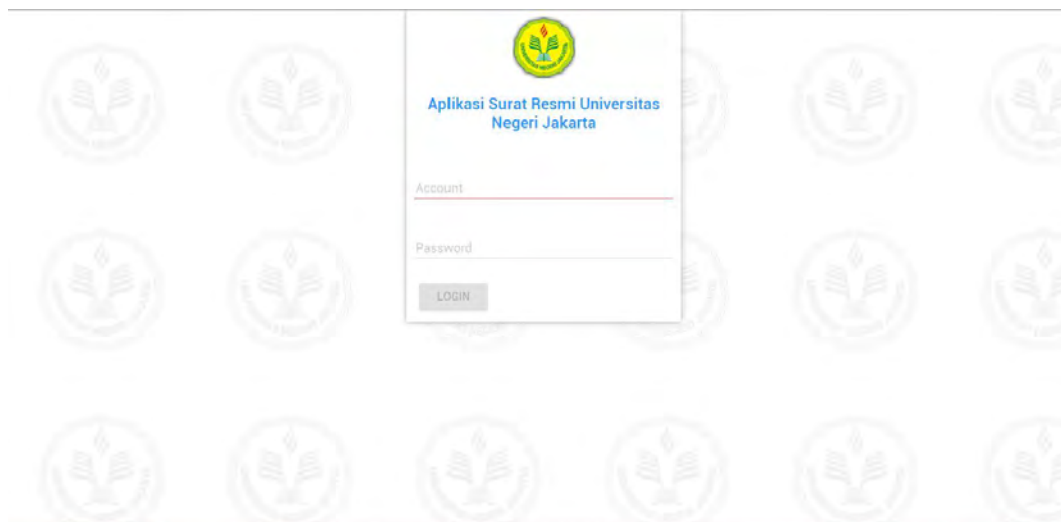 Aplikasi Surat Resmi Universitas
Negeri Jakarta
Account
Password
LOGIN